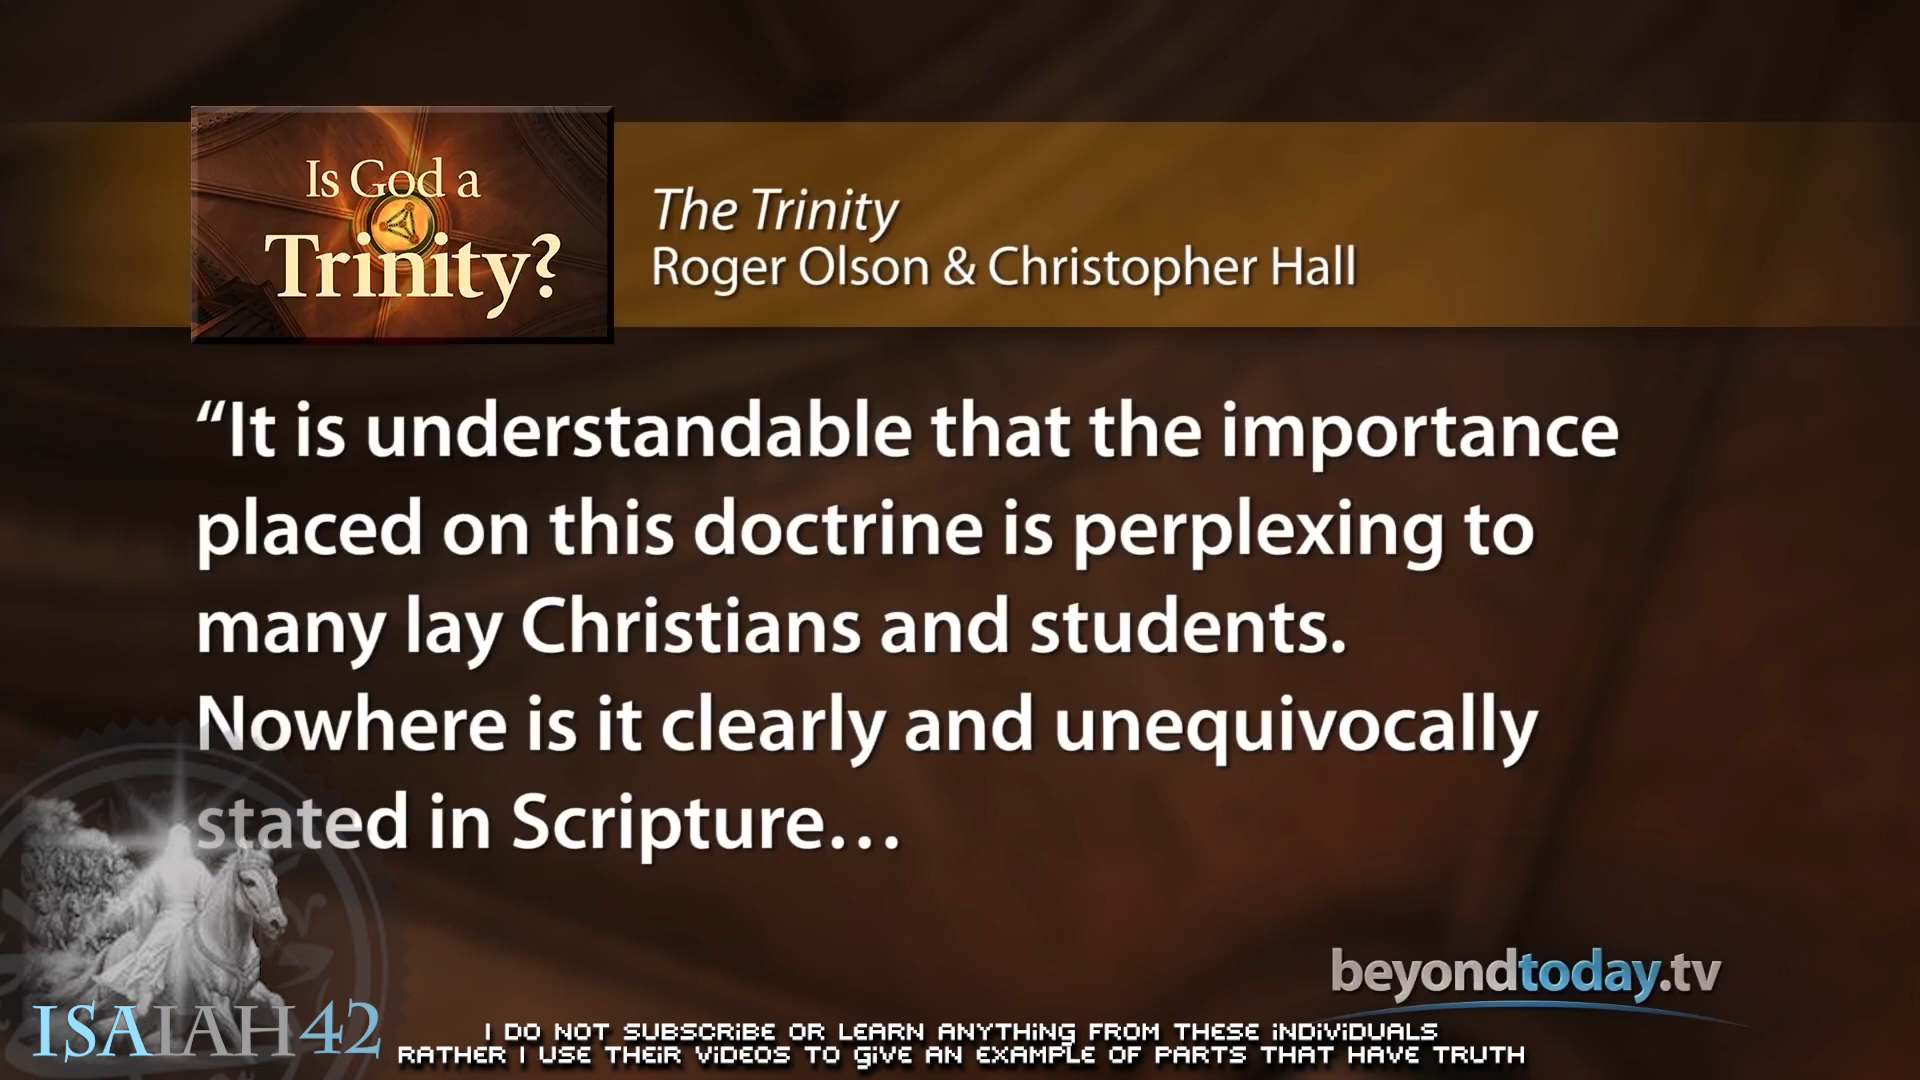 Is God a
Trinity?
The Trinity
Roger Olson & Christopher Hall
“It is understandable that the importance
placed on this doctrine is perplexing to
many lay Christians and students.
Nowhere is it clearly and unequivocally
stated in Scripture…
beyondtoday.tv
ISAIAH 42
I DO NOT SUBSCRiBE OR LEARN ANYTHiNG FROM THESE iNDiViDUALS
RATHER I USE THEiR ViDEOS TO GiVE AN EXAMPLE OF PARTS THAT HAVE TRUTH